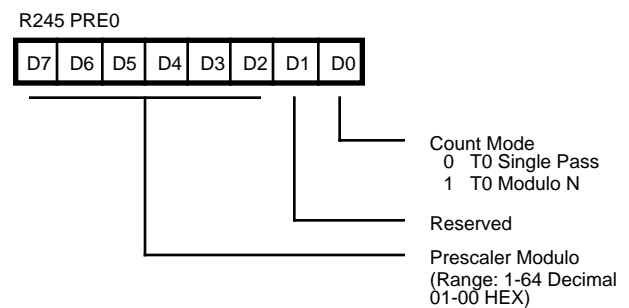 R245 PRE0
D7 D6 D5 D4 D3 D2 D1 D0
Count Mode
0 T0 Single Pass
1 T0 Modulo N
Reserved
Prescaler Modulo
(Range: 1-64 Decimal
01-00 HEX)